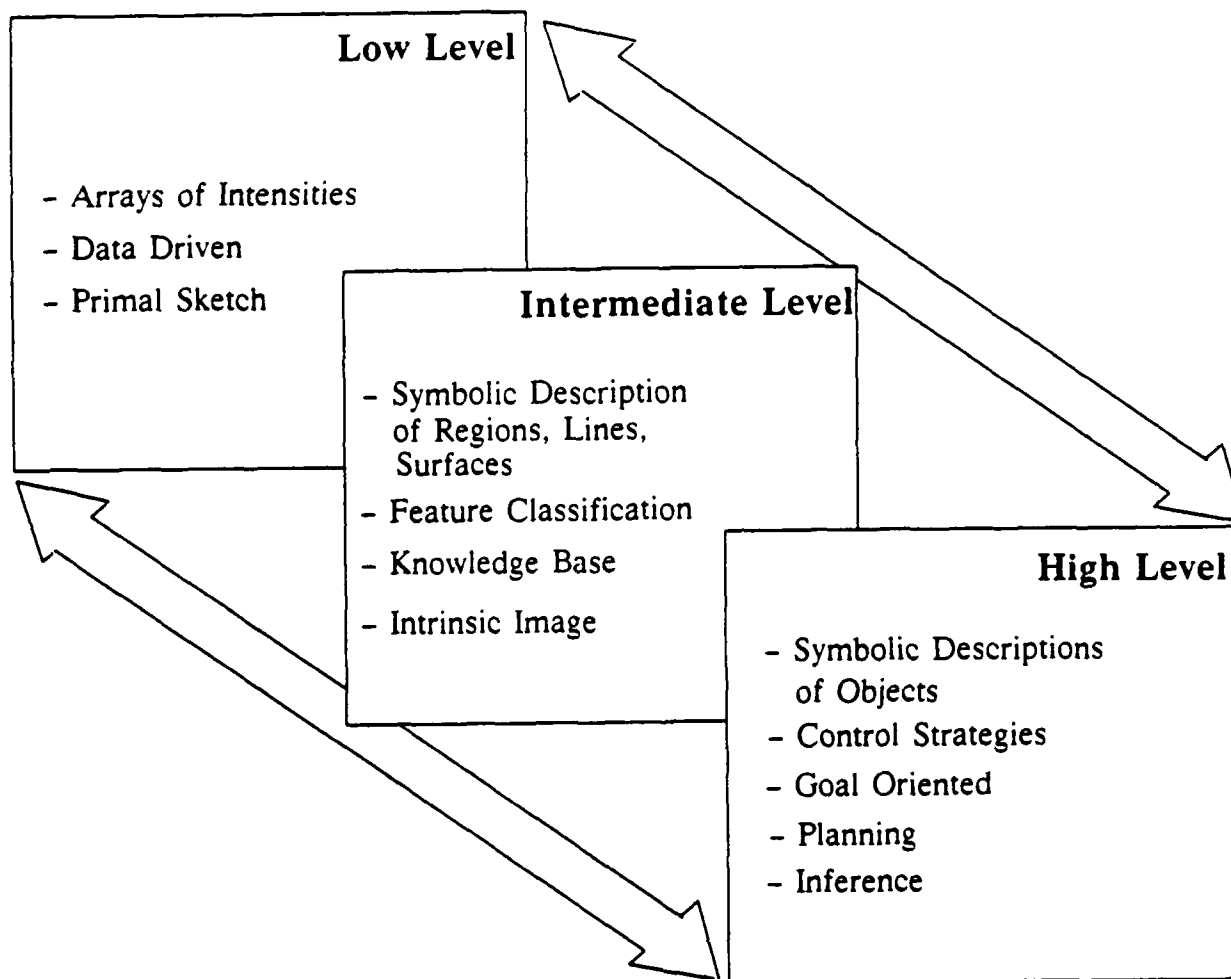 Low Level
– Arrays of Intensities
– Data Driven
– Primal Sketch
Intermediate Level
– Symbolic Description
of Regions, Lines,
Surfaces
– Feature Classification
– Knowledge Base
– Intrinsic Image
High Level
– Symbolic Descriptions
of Objects
– Control Strategies
– Goal Oriented
– Planning
– Inference